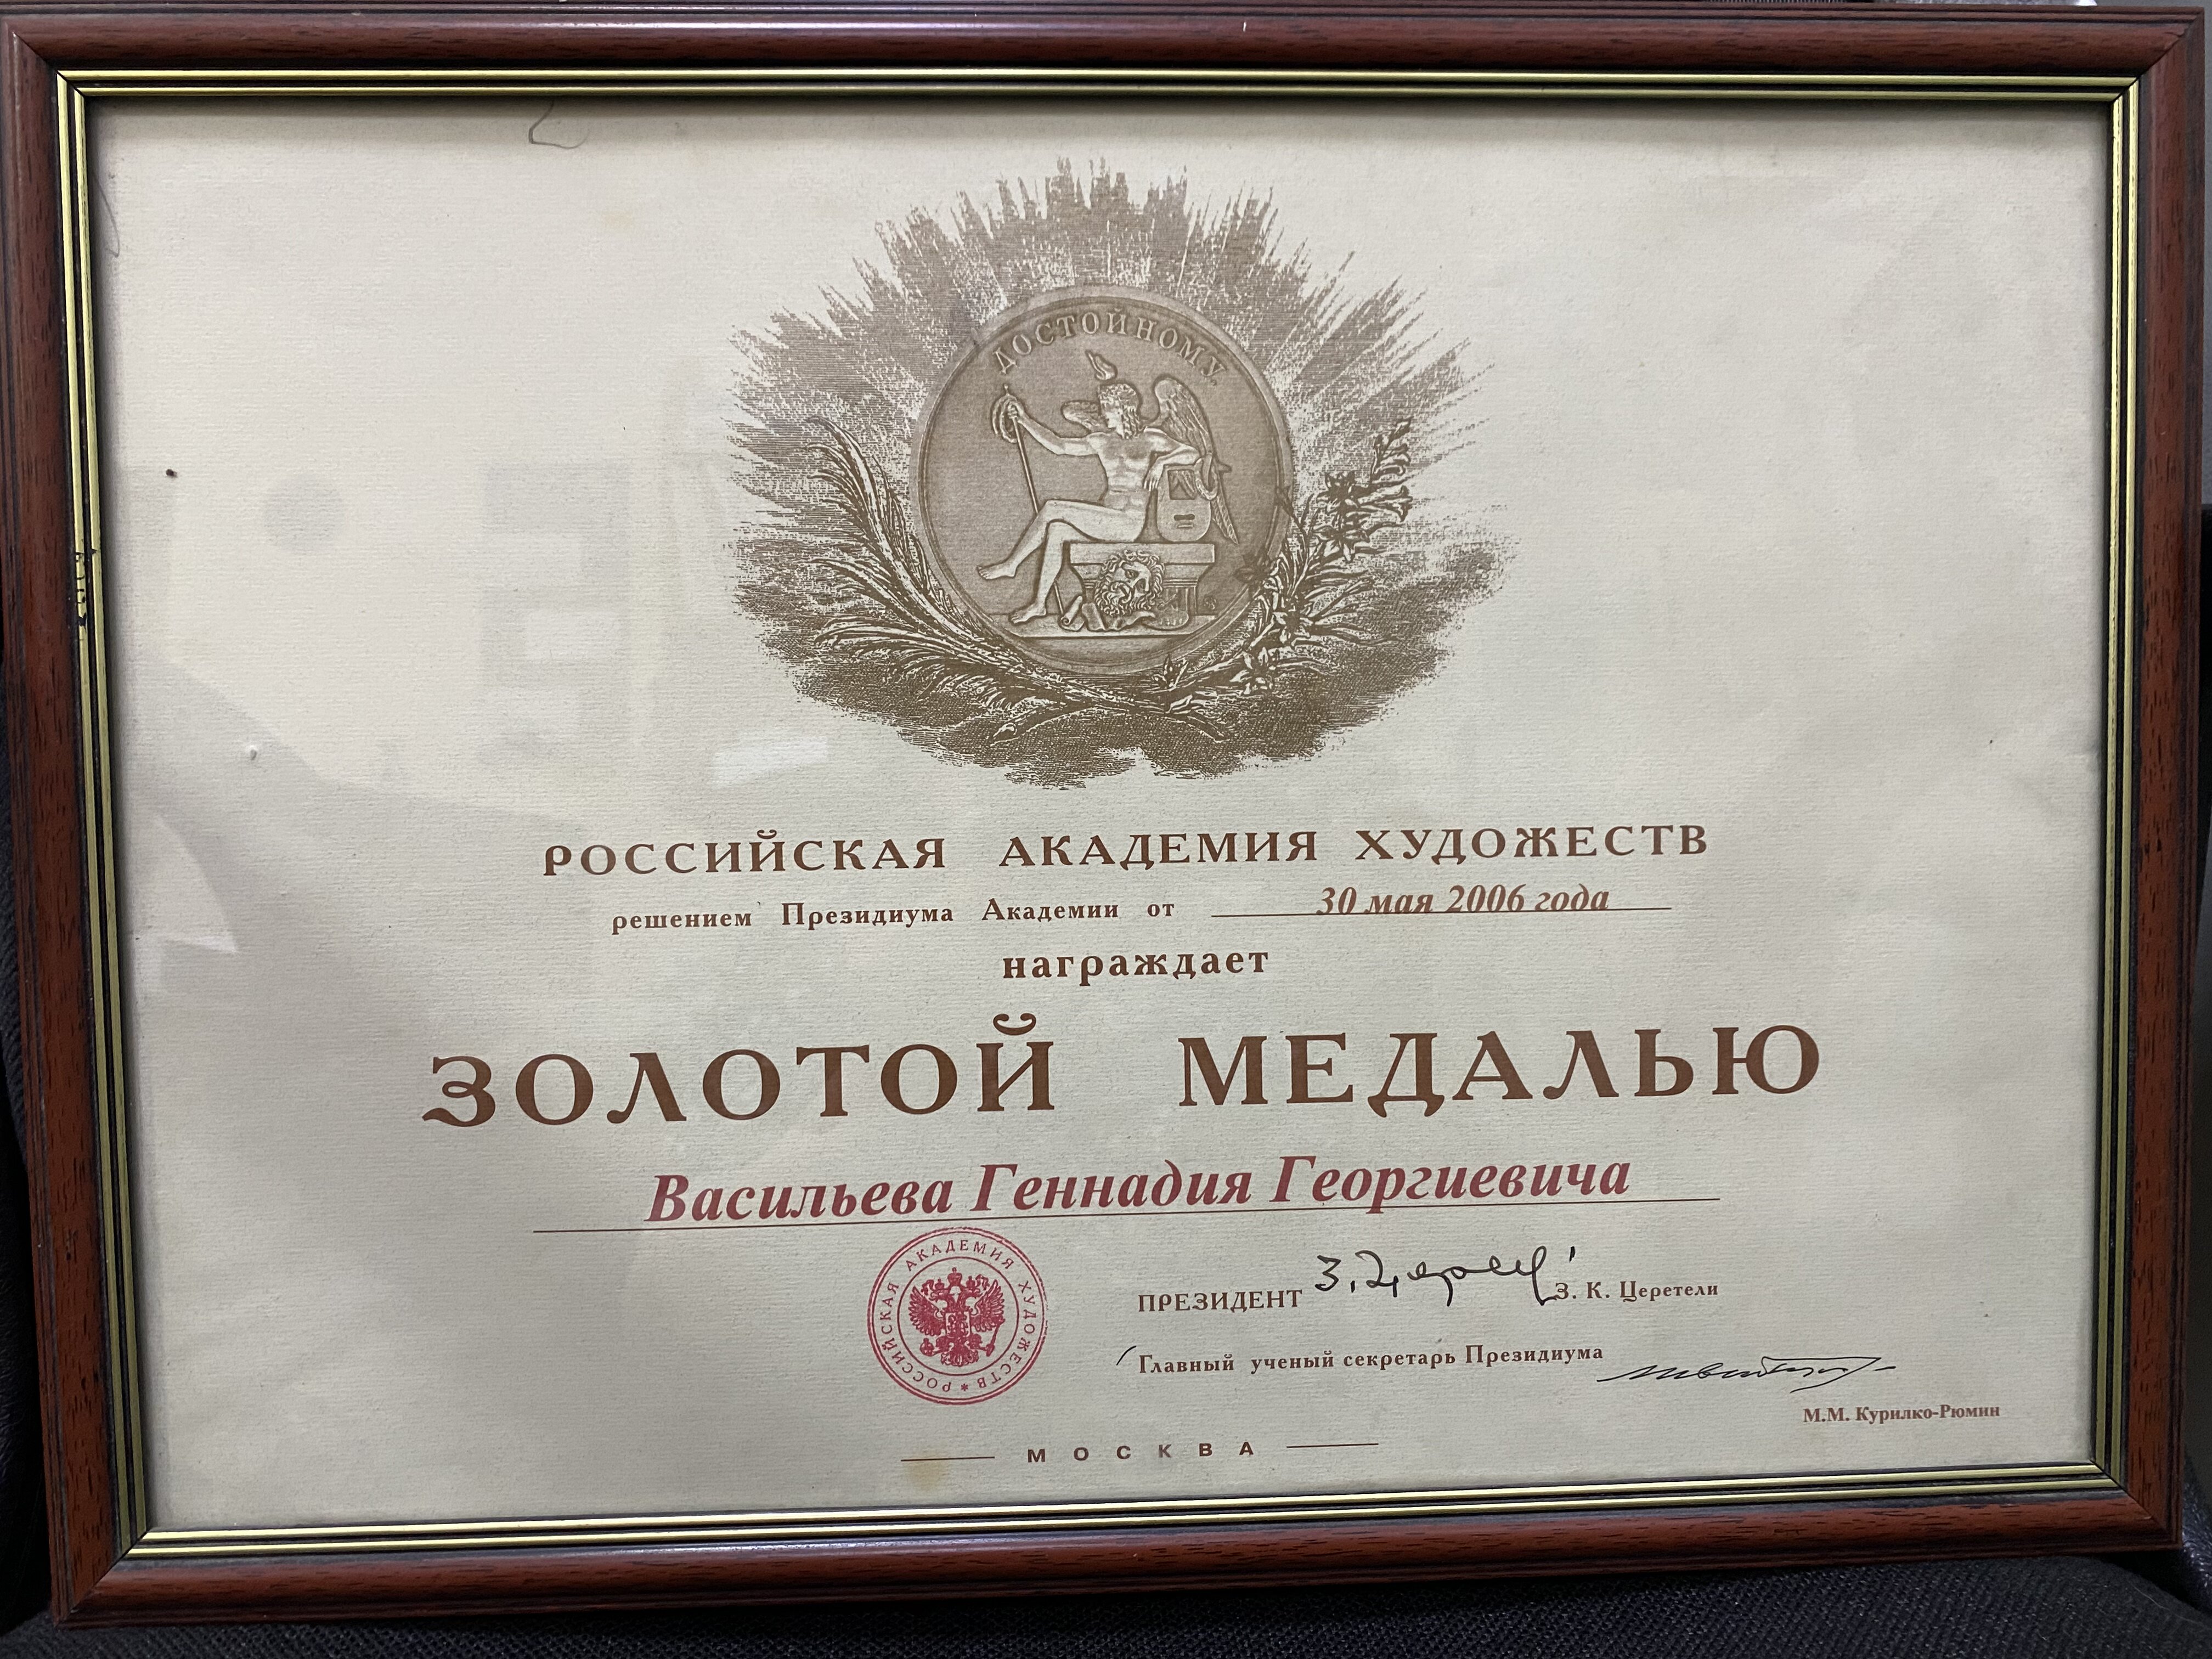 ДОСТОЙНОМУ.
РОССИЙСКАЯ АКАДЕМИЯ ХУДОЖЕСТВ
решением Президиума Академии от 30 мая 2006 года
награждает
ЗОЛОТОЙ МЕДАЛЬЮ
Васильева Геннадия Георгиевича
РОССИЙСКАЯ АКАДЕМИЯ ХУДОЖЕСТВ *
ПРЕЗИДЕНТ З. К. Церетели
Главный ученый секретарь Президиума
М.М. Курилко-Рюмин
МОСКВА